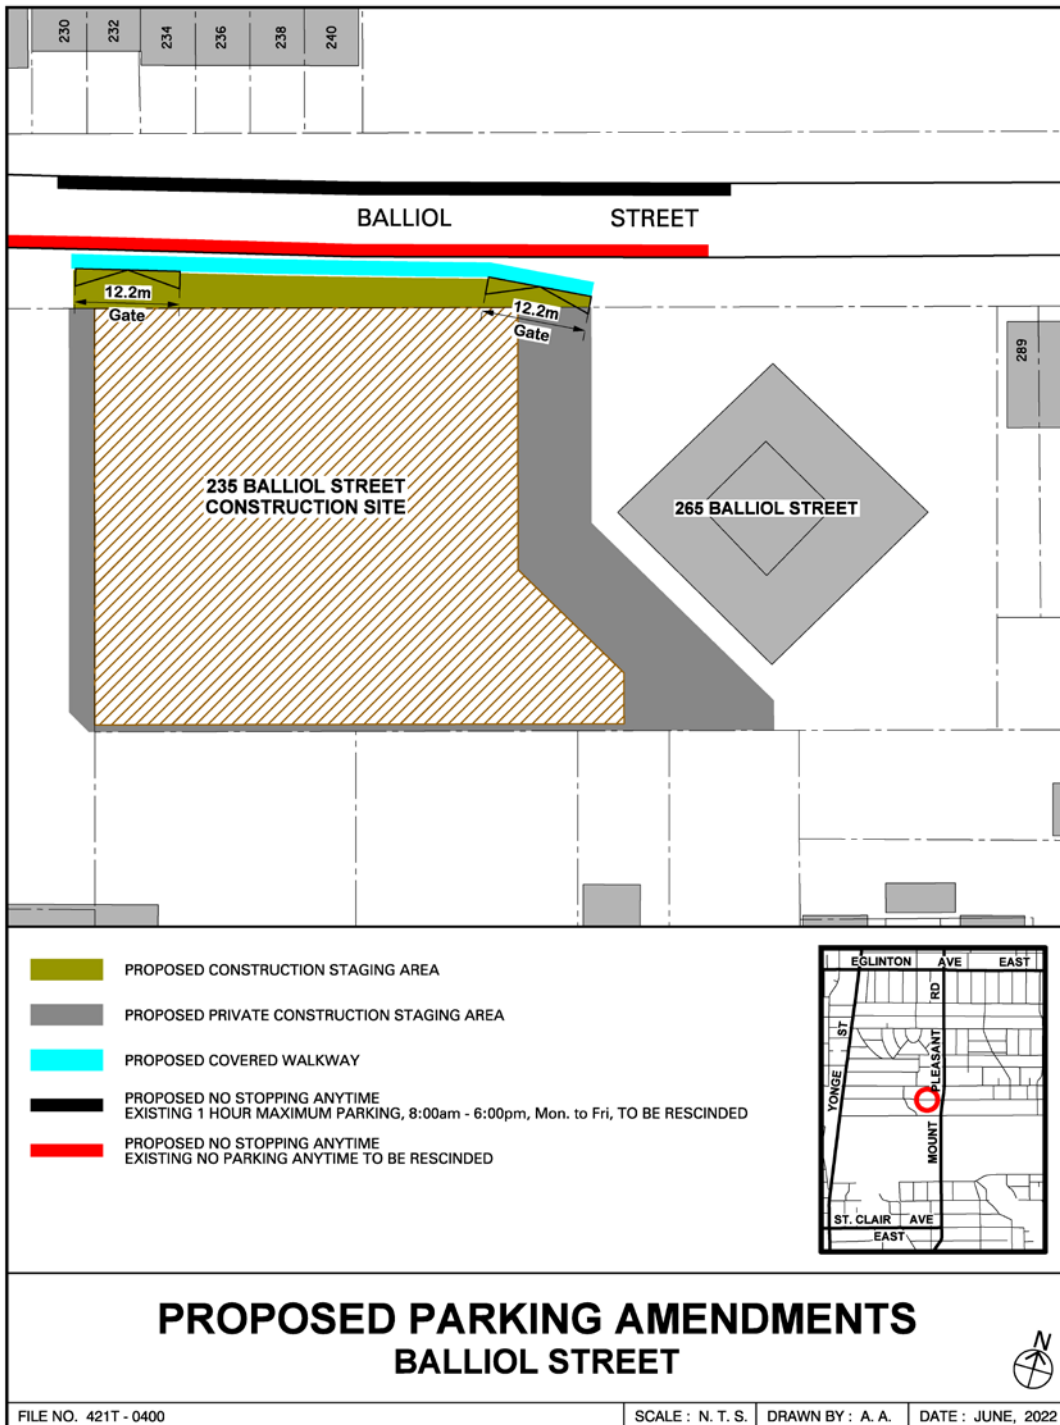 230
232
234
236
238
240
BALLIOL STREET
12.2m
Gate
12.2m
Gate
289
235 BALLIOL STREET
CONSTRUCTION SITE
265 BALLIOL STREET
PROPOSED CONSTRUCTION STAGING AREA
PROPOSED PRIVATE CONSTRUCTION STAGING AREA
PROPOSED COVERED WALKWAY
PROPOSED NO STOPPING ANYTIME
EXISTING 1 HOUR MAXIMUM PARKING, 8:00am - 6:00pm, Mon. to Fri, TO BE RESCINDED
PROPOSED NO STOPPING ANYTIME
EXISTING NO PARKING ANYTIME TO BE RESCINDED
EGLINTON AVE EAST
YONGE ST
MOUNT PLEASANT RD
ST. CLAIR AVE
EAST
PROPOSED PARKING AMENDMENTS
BALLIOL STREET
N
FILE NO. 421T - 0400
SCALE : N. T. S.
DRAWN BY : A. A.
DATE : JUNE, 2022